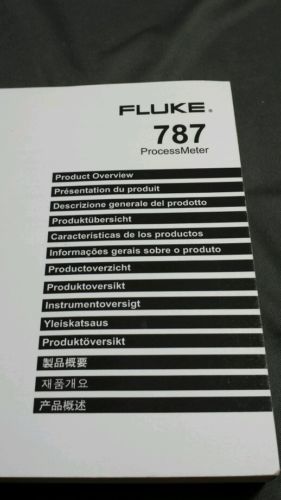 FLUKE®
787
ProcessMeter
Product Overview
Présentation du produit
Descrizione generale del prodotto
Produktübersicht
Características de los productos
Informações gerais sobre o produto
Productoverzicht
Produktoversikt
Instrumentoversigt
Yleiskatsaus
Produktöversikt
製品概要
제품개요
产品概述